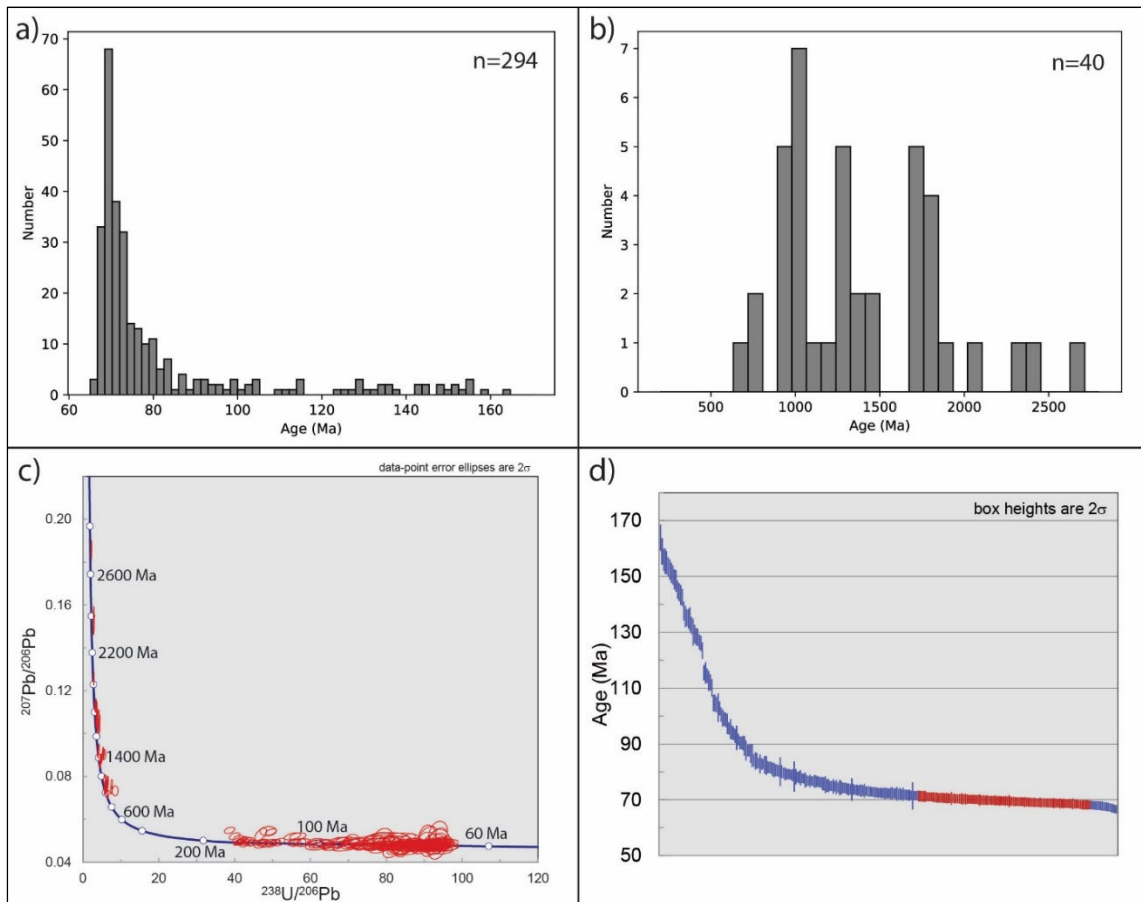 a)
n=294
70
60
50
40
30
20
10
0
Number
60 80 100 120 140 160
Age (Ma)
b)
n=40
7
6
5
4
3
2
1
0
Number
500 1000 1500 2000 2500
Age (Ma)
c)
data-point error ellipses are 2σ
0.20
0.16
0.12
0.08
0.04
207Pb/206Pb
2600 Ma
2200 Ma
1400 Ma
600 Ma
200 Ma
100 Ma
60 Ma
0 20 40 60 80 100 120
238U/206Pb
d)
box heights are 2σ
170
150
130
110
90
70
50
Age (Ma)